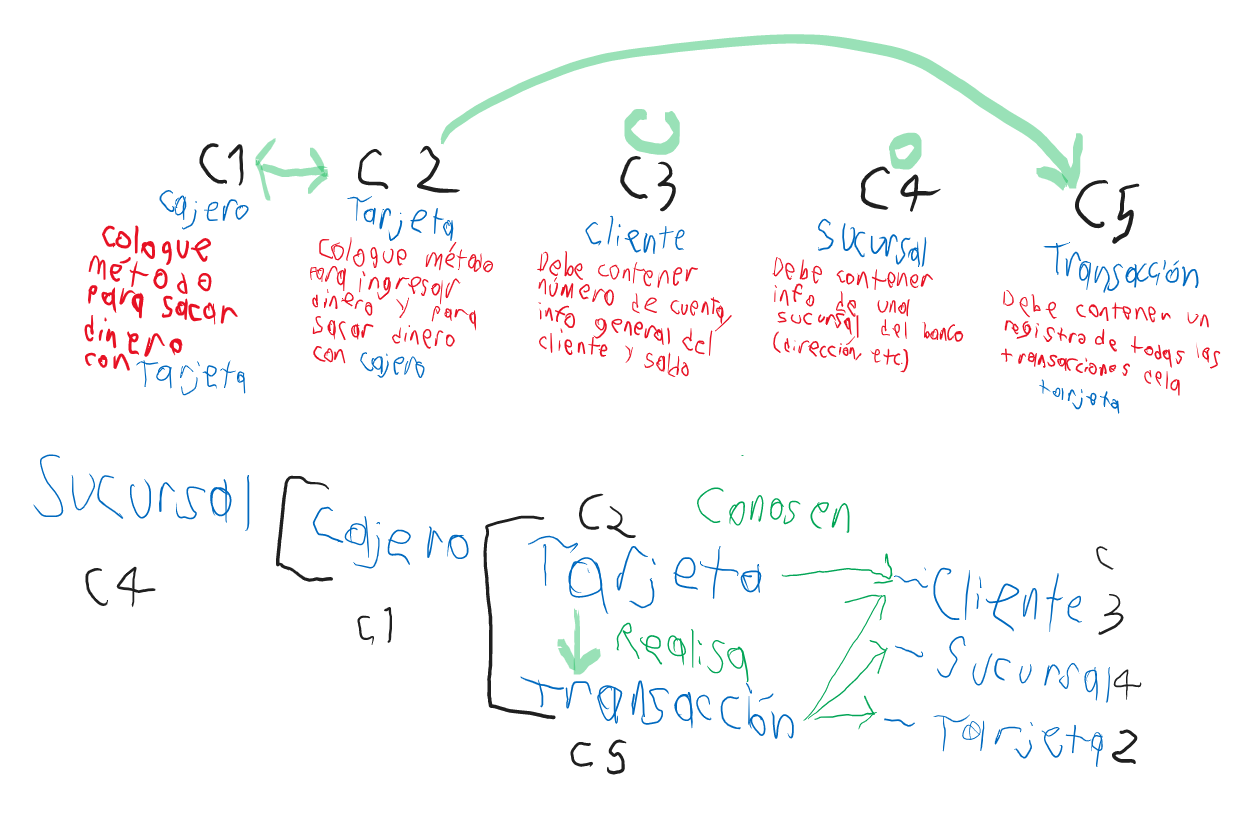 C1
Cajero
Cologue
método
para sacar
dinero
con Tarjeta
C 2
Tarjeta
Cologue método
para ingresar
dinero y para
sacar dinero
con cajero
C3
cliente
Debe contener
número de cuenta,
info general del
cliente y saldo
C4
Sucursal
Debe contener
info de una
sucursal del banco
(dirección, etc)
C5
Transacción
Debe contener un
registro de todas las
transacciones cela
tarjeta
Sucursal
C4
Cajero
C1
C2
Tarjeta
Realisa
Transacción
C5
Conosen
C
~Cliente 3
~ Sucursal 4
~ Tarjeta 2